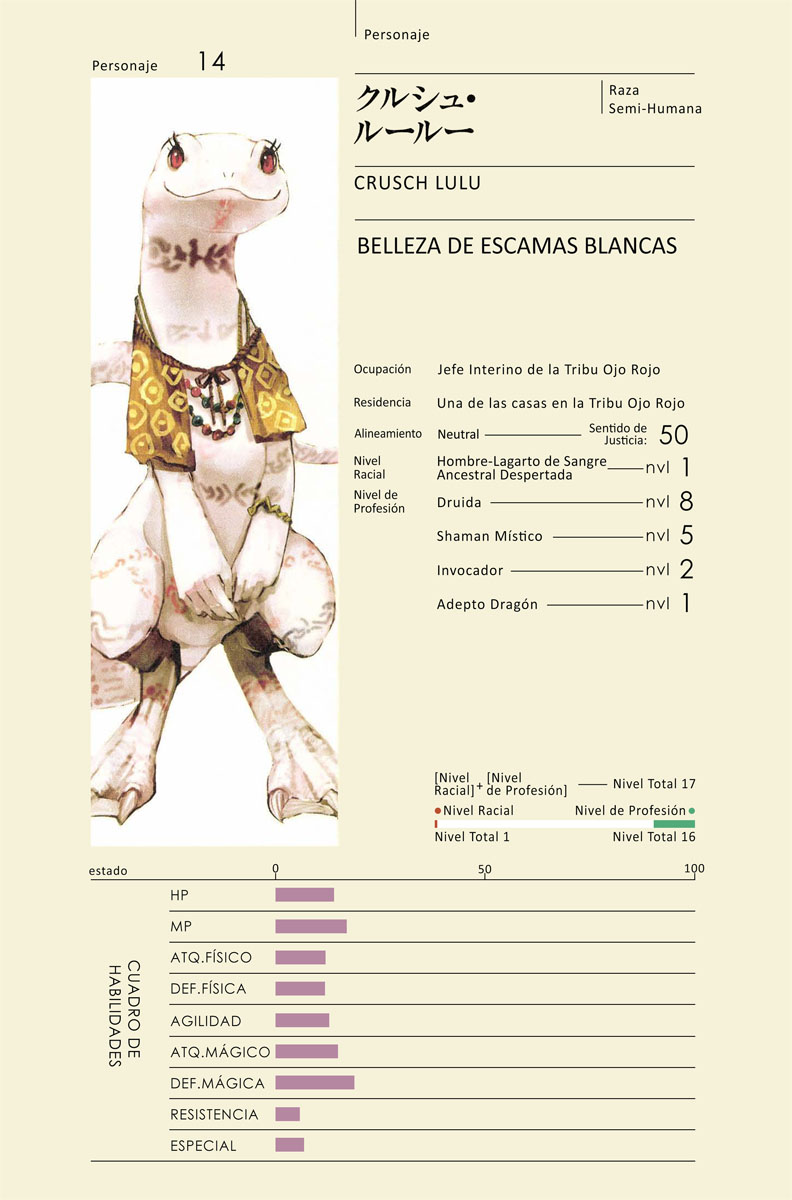 Personaje
Personaje 14
クルシュ・
ルールー
Raza
Semi-Humana
CRUSCH LULU
BELLEZA DE ESCAMAS BLANCAS
Ocupación Jefe Interino de la Tribu Ojo Rojo
Residencia Una de las casas en la Tribu Ojo Rojo
Alineamiento Neutral Sentido de Justicia: 50
Nivel Racial Hombre-Lagarto de Sangre Ancestral Despertada nvl 1
Nivel de Profesión Druida nvl 8
Shaman Místico nvl 5
Invocador nvl 2
Adepto Dragón nvl 1
[Nivel Racial] + [Nivel de Profesión] Nivel Total 17
Nivel Racial Nivel de Profesión
Nivel Total 1 Nivel Total 16
estado 0 50 100
CUADRO DE
HABILIDADES
HP
MP
ATQ.FÍSICO
DEF.FÍSICA
AGILIDAD
ATQ.MÁGICO
DEF.MÁGICA
RESISTENCIA
ESPECIAL